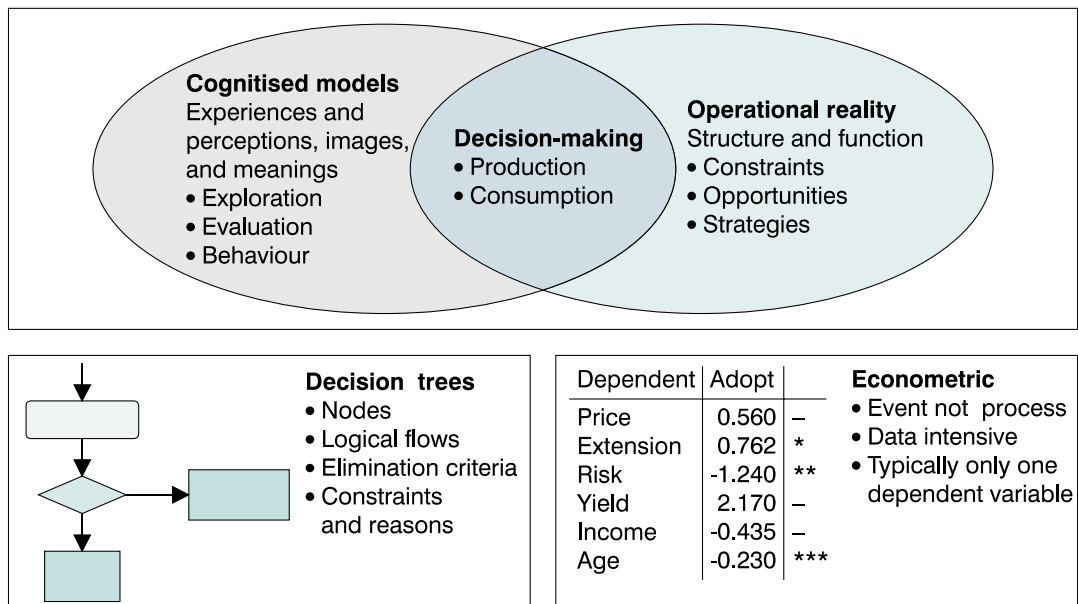 Cognitised models
Experiences and
perceptions, images,
and meanings
• Exploration
• Evaluation
• Behaviour
Decision-making
• Production
• Consumption
Operational reality
Structure and function
• Constraints
• Opportunities
• Strategies
Decision trees
• Nodes
• Logical flows
• Elimination criteria
• Constraints
and reasons
Dependent Adopt
Price 0.560 –
Extension 0.762 *
Risk -1.240 **
Yield 2.170 –
Income -0.435 –
Age -0.230 ***
Econometric
• Event not process
• Data intensive
• Typically only one
dependent variable